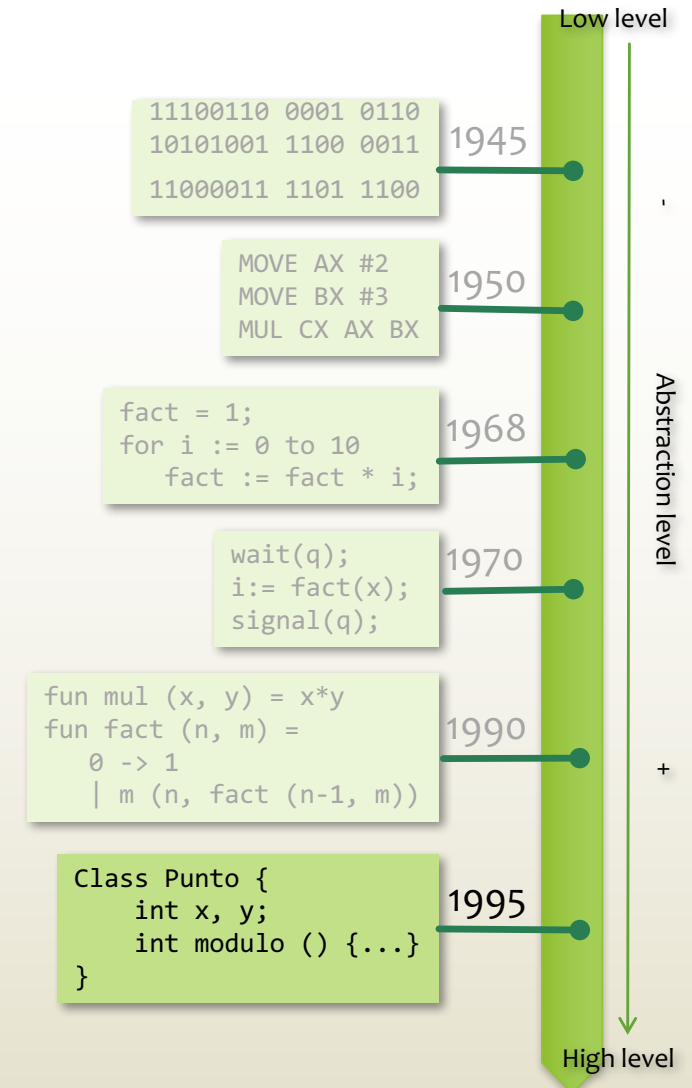 Low level
11100110 0001 0110
10101001 1100 0011
11000011 1101 1100
1945
-
MOVE AX #2
MOVE BX #3
MUL CX AX BX
1950
Abstraction level
fact = 1;
for i := 0 to 10
fact := fact * i;
1968
wait(q);
i:= fact(x);
signal(q);
1970
fun mul (x, y) = x*y
fun fact (n, m) =
0 -> 1
| m (n, fact (n-1, m))
1990
+
Class Punto {
int x, y;
int modulo () {...}
}
1995
High level